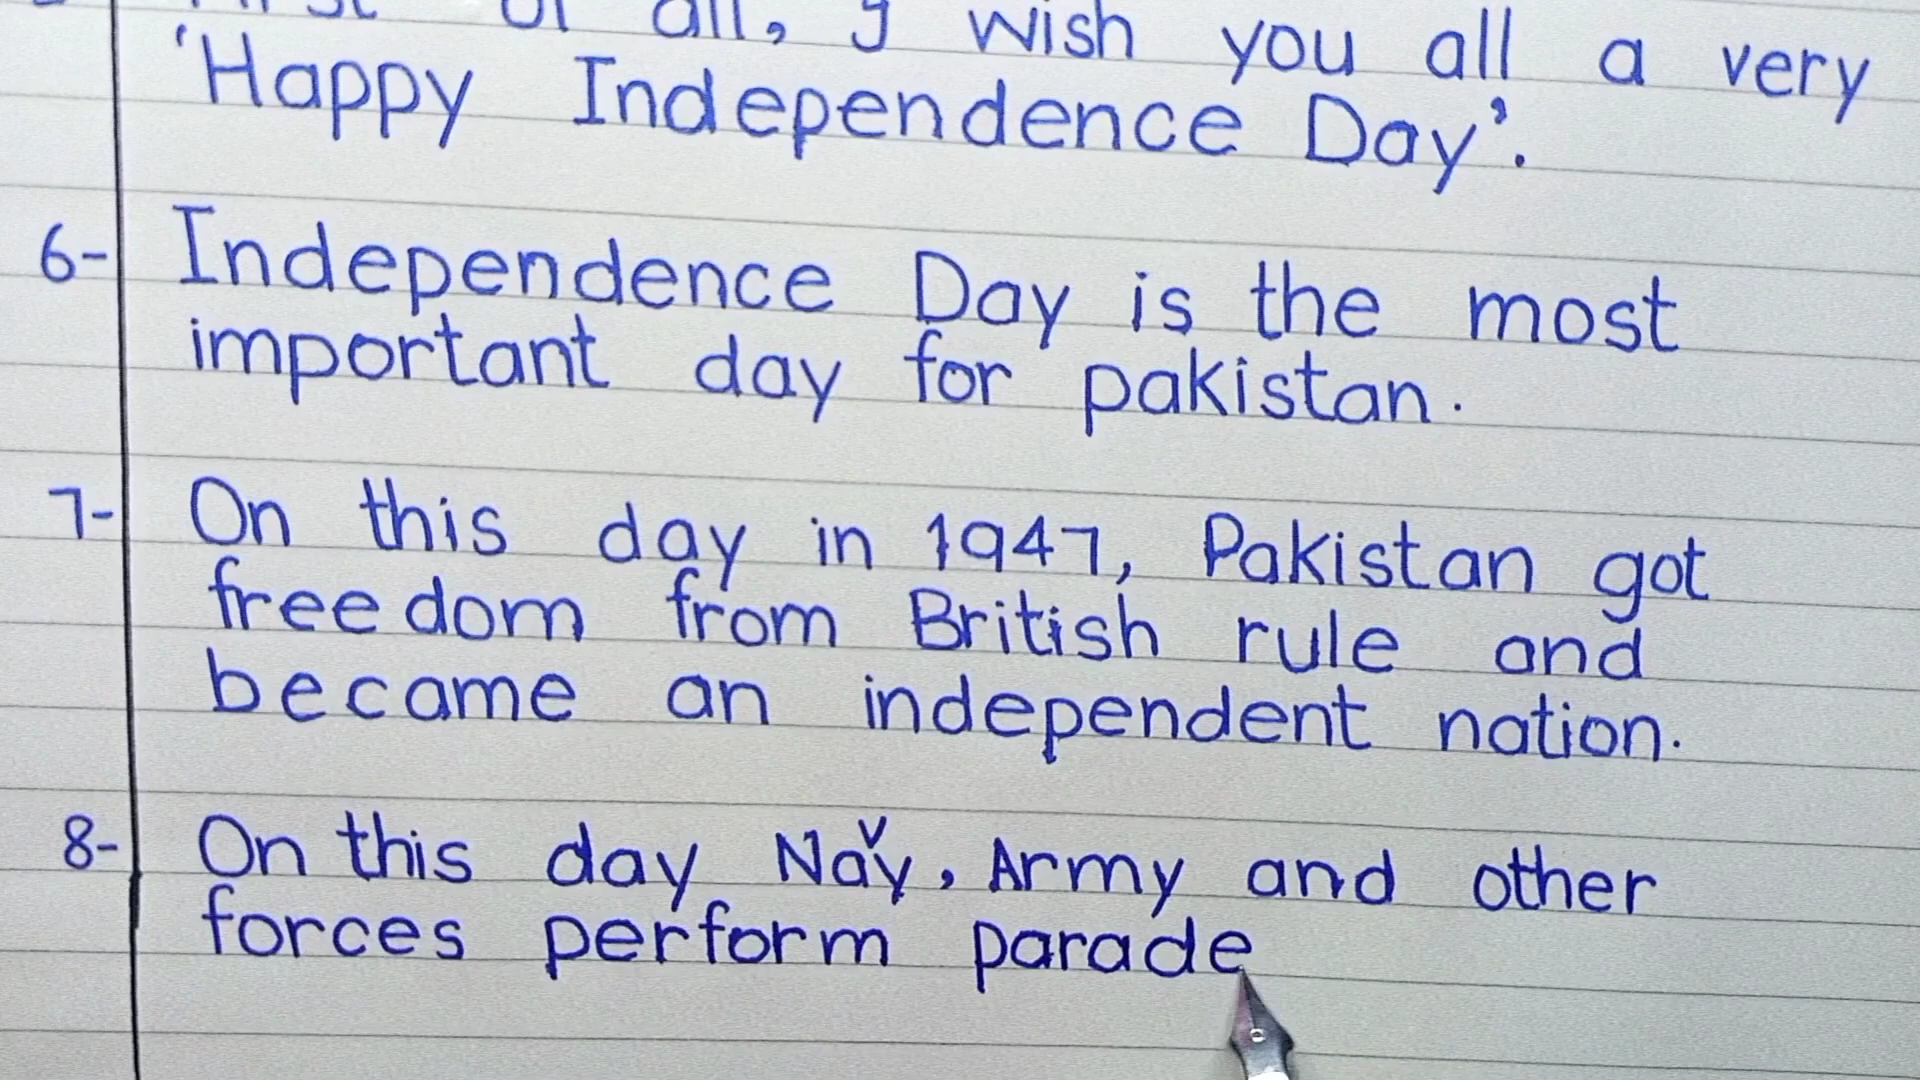 First of all, I wish you all a very
'Happy Independence Day'.
6- Independence Day is the most
important day for pakistan.
7- On this day in 1947, Pakistan got
freedom from British rule and
became an independent nation.
8- On this day Navy, Army and other
forces perform parade